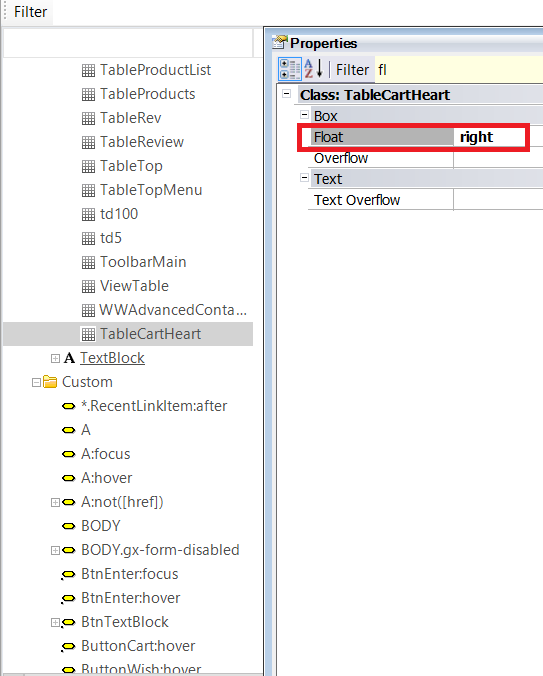 Filter
TableProductList
TableProducts
TableRev
TableReview
TableTop
TableTopMenu
td100
td5
ToolbarMain
ViewTable
WWAdvancedConta...
TableCartHeart
A TextBlock
Custom
*.RecentLinkItem:after
A
A:focus
A:hover
A:not([href])
BODY
BODY.gx-form-disabled
BtnEnter:focus
BtnEnter:hover
BtnTextBlock
ButtonCart:hover
ButtonWish:hover
Properties
A Z Filter fl
Class: TableCartHeart
Box
Float right
Overflow
Text
Text Overflow